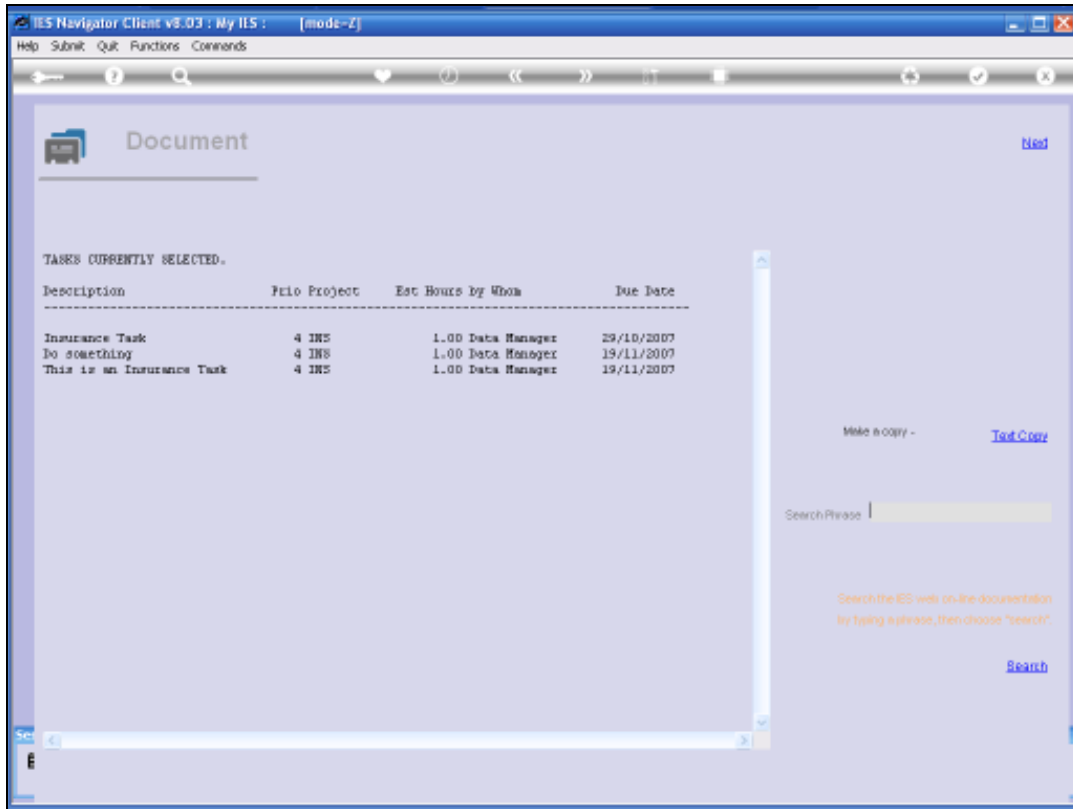 IES Navigator Client v8.03 : My IES :     [mode=Z]
Help Submit Quit Functions Commands
Document
Next
TASKS CURRENTLY SELECTED.
Description Prio Project Est Hours by Whom Due Date
Insurance Task 4 INS 1.00 Data Manager 29/10/2007
Do something 4 INS 1.00 Data Manager 19/11/2007
This is an Insurance Task 4 INS 1.00 Data Manager 19/11/2007
Make a copy - Text Copy
Search Phrase
Search the IES web on-line documentation
by typing a phrase, then choose "search".
Search